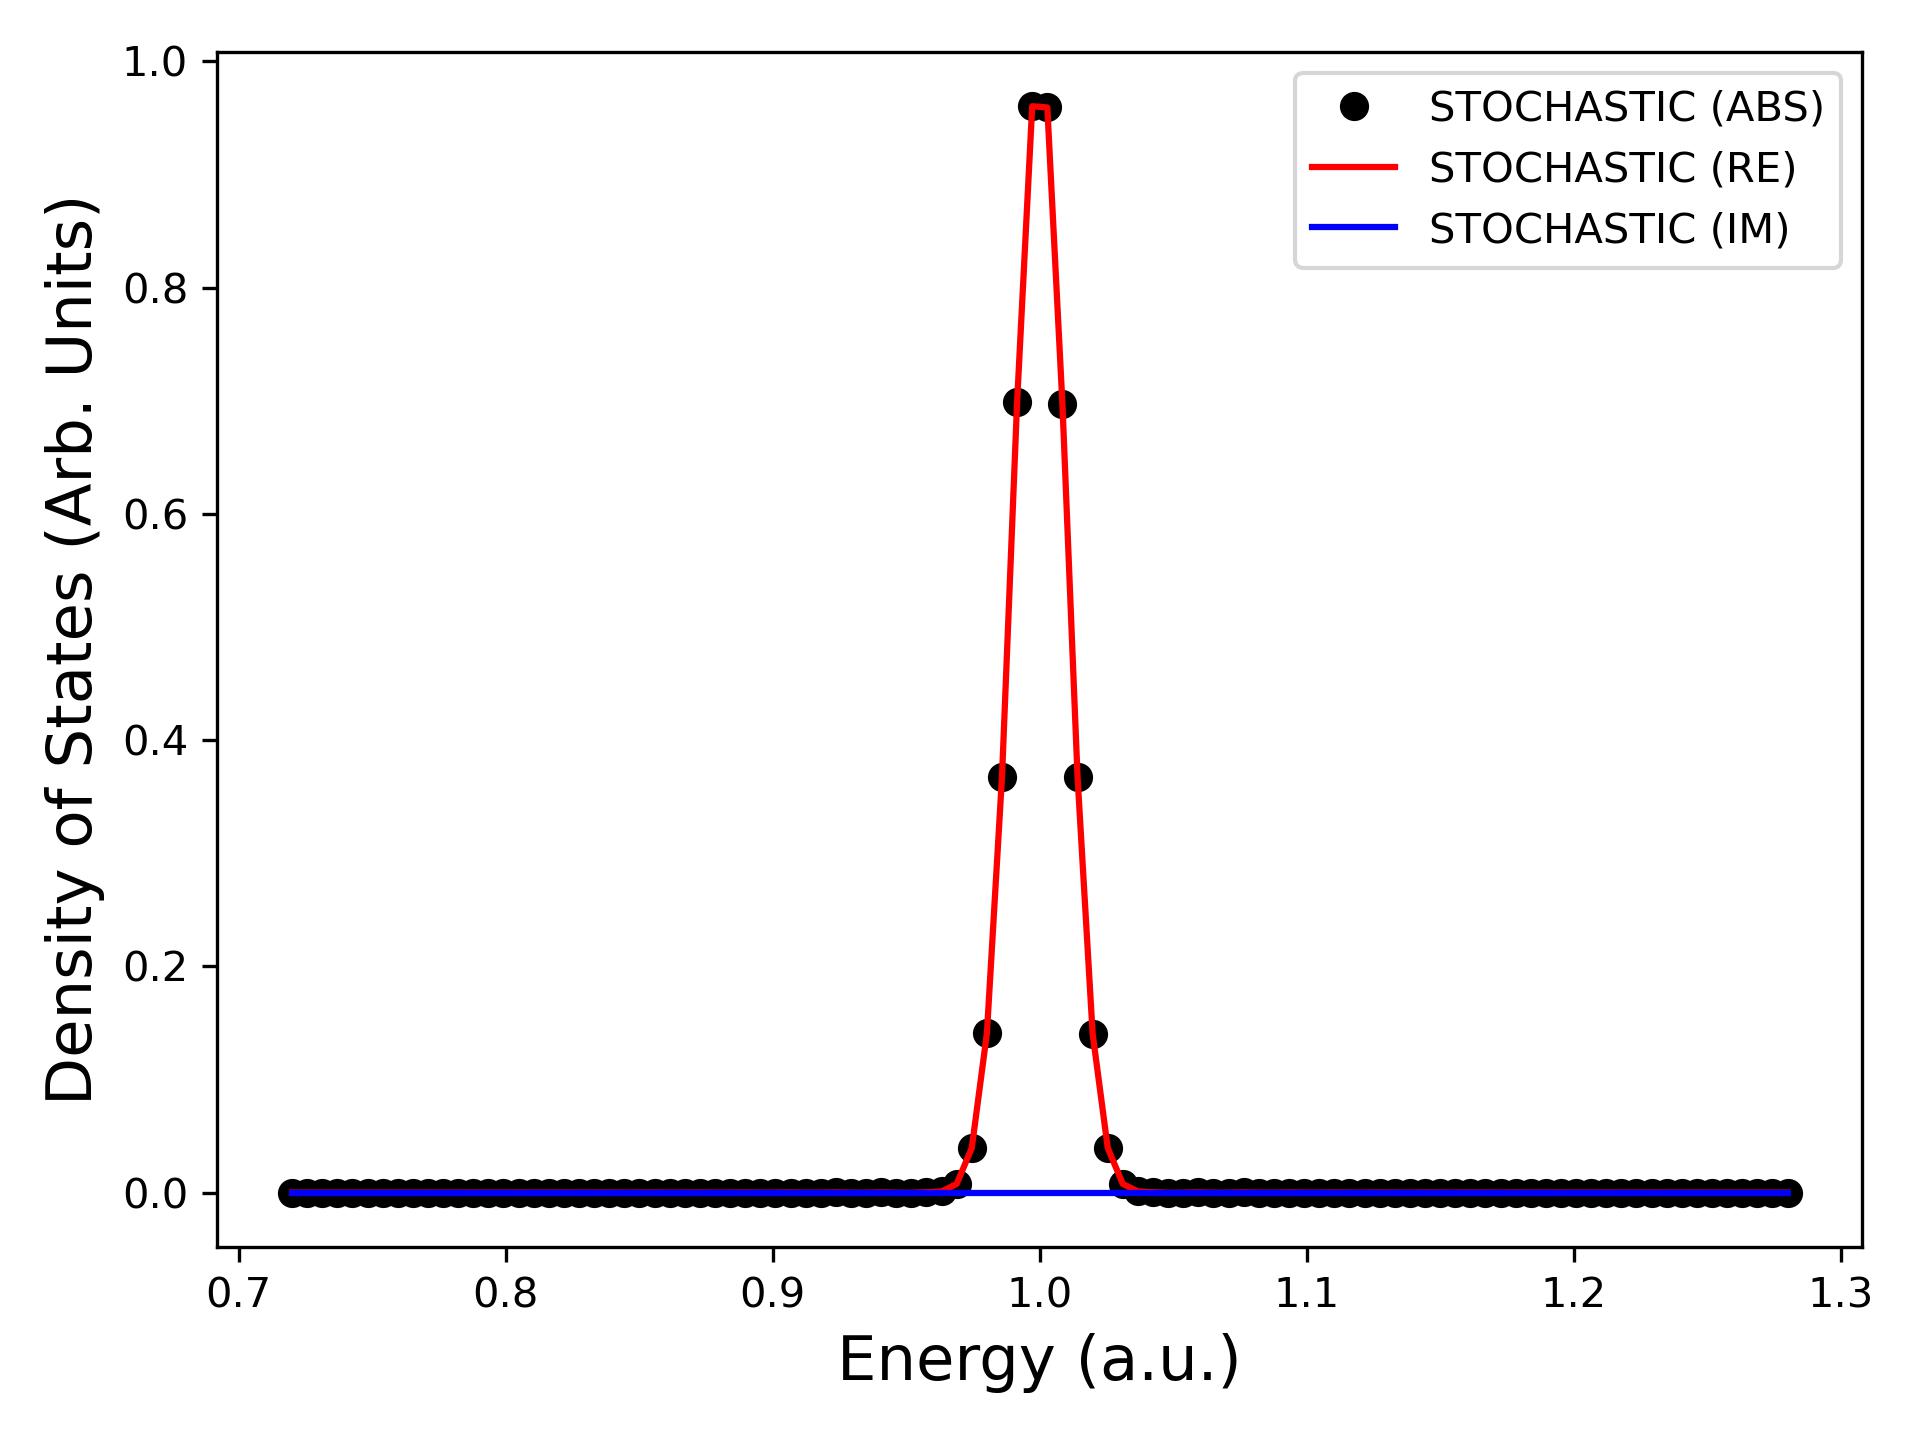 1.0
0.8
0.6
0.4
0.2
0.0
Density of States (Arb. Units)
STOCHASTIC (ABS)
STOCHASTIC (RE)
STOCHASTIC (IM)
0.7 0.8 0.9 1.0 1.1 1.2 1.3
Energy (a.u.)